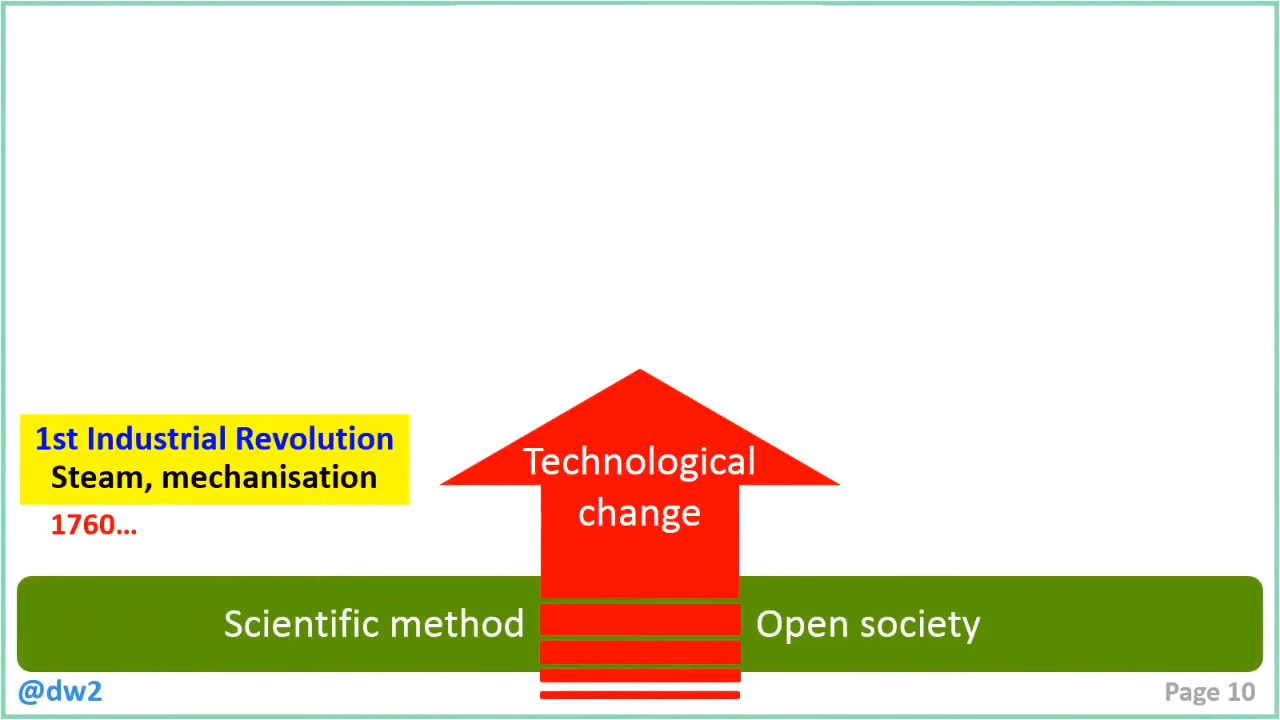 1st Industrial Revolution
Steam, mechanisation
1760...
Technological
change
Scientific method
Open society
@dw2
Page 10